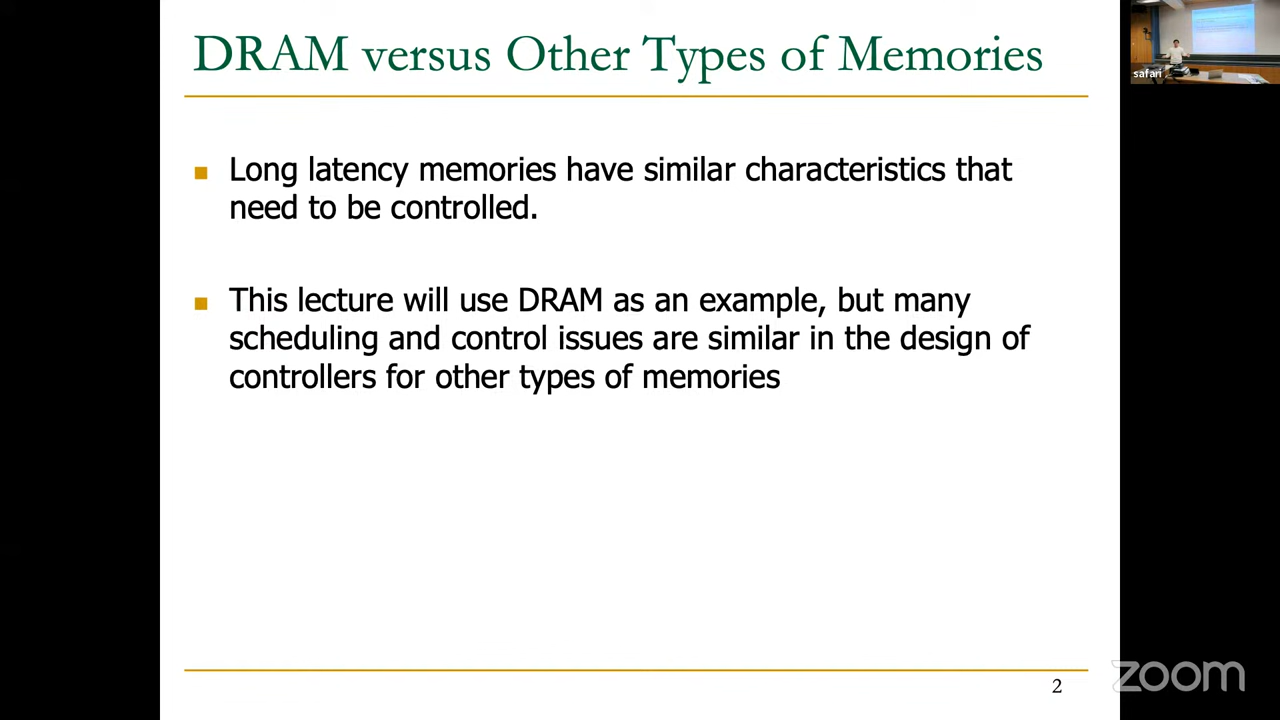 DRAM versus Other Types of Memories
safari
Long latency memories have similar characteristics that
need to be controlled.
This lecture will use DRAM as an example, but many
scheduling and control issues are similar in the design of
controllers for other types of memories
2
zoom